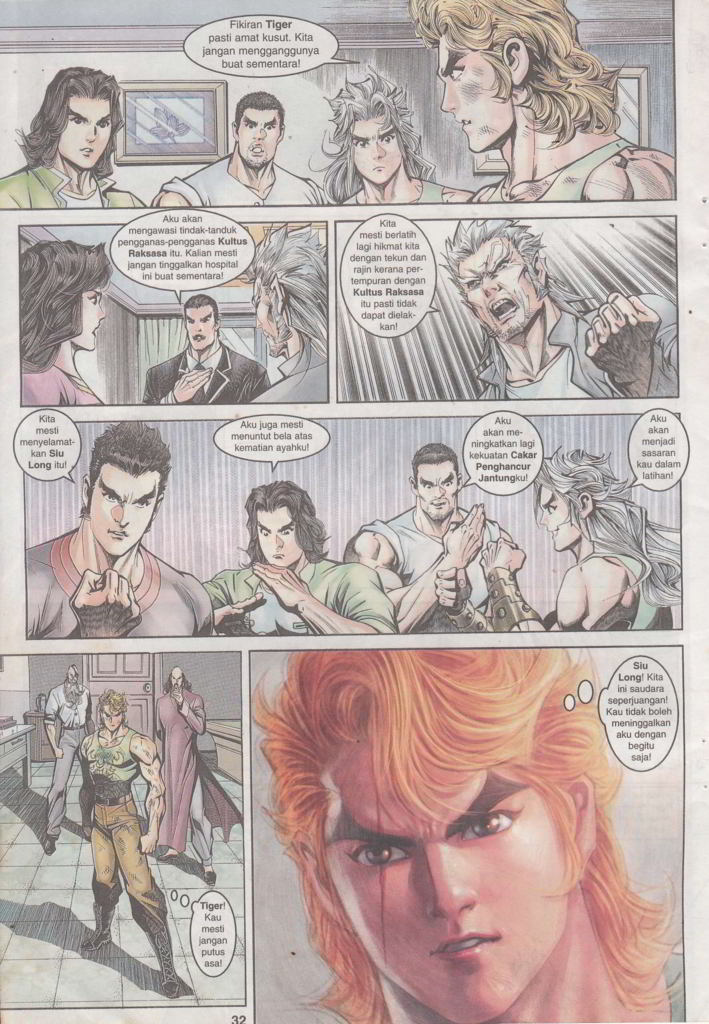 Fikiran Tiger
pasti amat kusut. Kita
jangan mengganggunya
buat sementara!
Aku akan
mengawasi tindak-tanduk
pengganas-pengganas Kultus
Raksasa itu. Kalian mesti
jangan tinggalkan hospital
ini buat sementara!
Kita
mesti berlatih
lagi hikmat kita
dengan tekun dan
rajin kerana per-
tempuran dengan
Kultus Raksasa
itu pasti tidak
dapat dielak-
kan!
Kita
mesti
menyelamat-
kan Siu
Long itu!
Aku juga mesti
menuntut bela atas
kematian ayahku!
Aku
akan me-
ningkatkan lagi
kekuatan Cakar
Penghancur
Jantungku!
Aku
akan
menjadi
sasaran
kau dalam
latihan!
Tiger!
Kau
mesti
jangan
putus
asa!
Siu
Long! Kita
ini saudara
seperjuangan!
Kau tidak boleh
meninggalkan
aku dengan
begitu
saja!
32